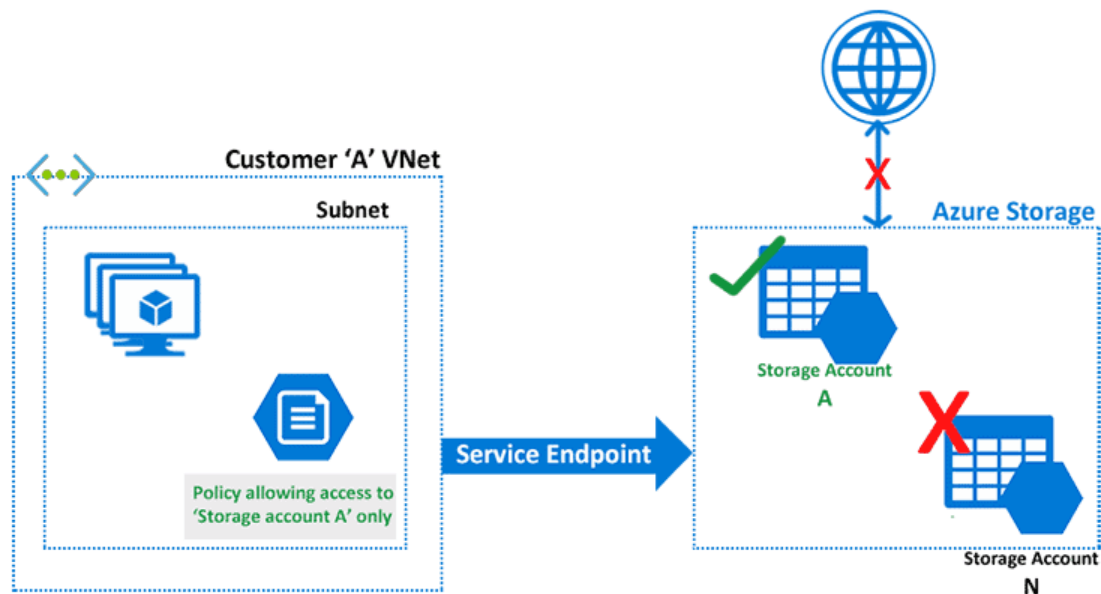 Customer ‘A’ VNet
Subnet
Policy allowing access to
‘Storage account A’ only
Service Endpoint
Azure Storage
Storage Account
A
Storage Account
N